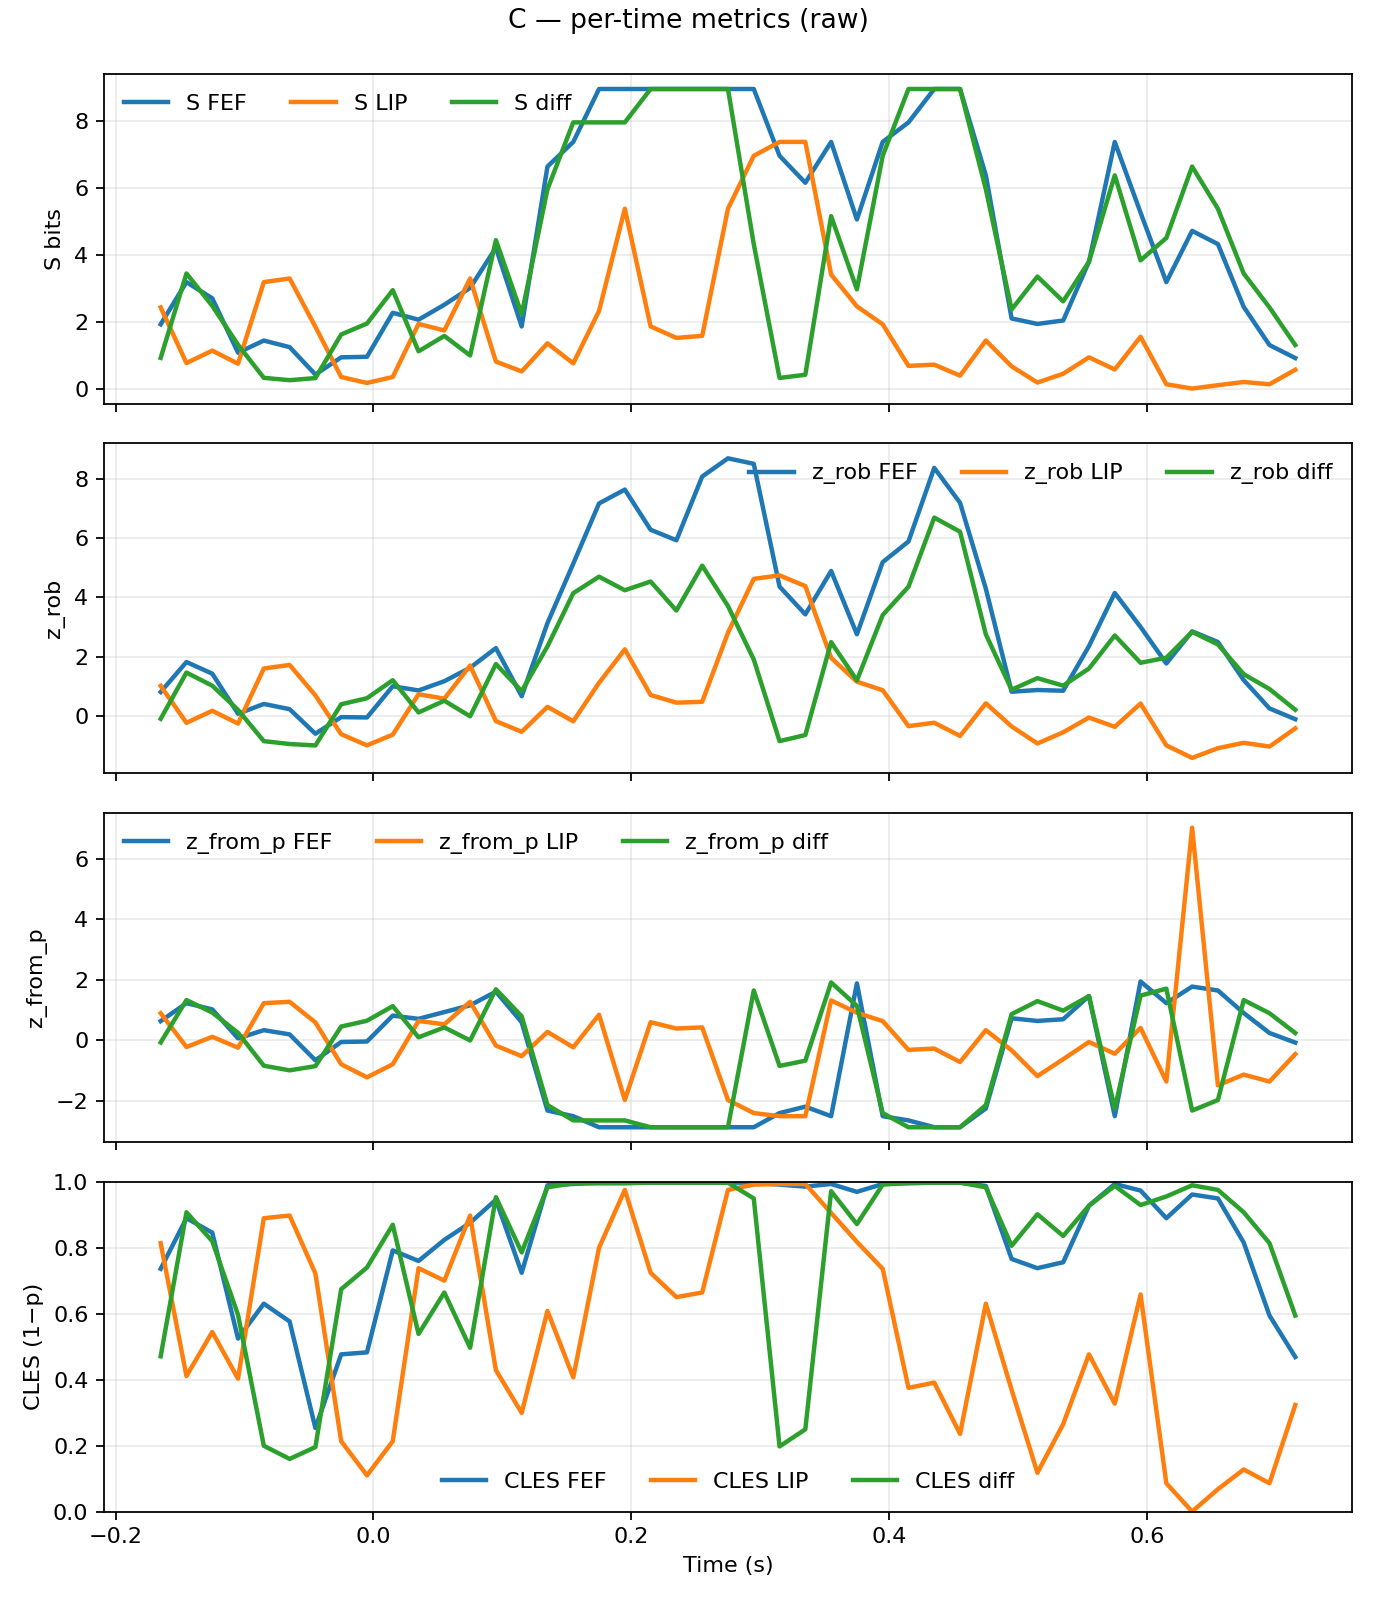 C — per-time metrics (raw)
S FEF S LIP S diff
8
6
4
2
0
S bits
z_rob FEF z_rob LIP z_rob diff
8
6
4
2
0
z_rob
z_from_p FEF z_from_p LIP z_from_p diff
6
4
2
0
−2
z_from_p
1.0
0.8
0.6
0.4
0.2
0.0
CLES (1−p)
CLES FEF CLES LIP CLES diff
−0.2 0.0 0.2 0.4 0.6
Time (s)